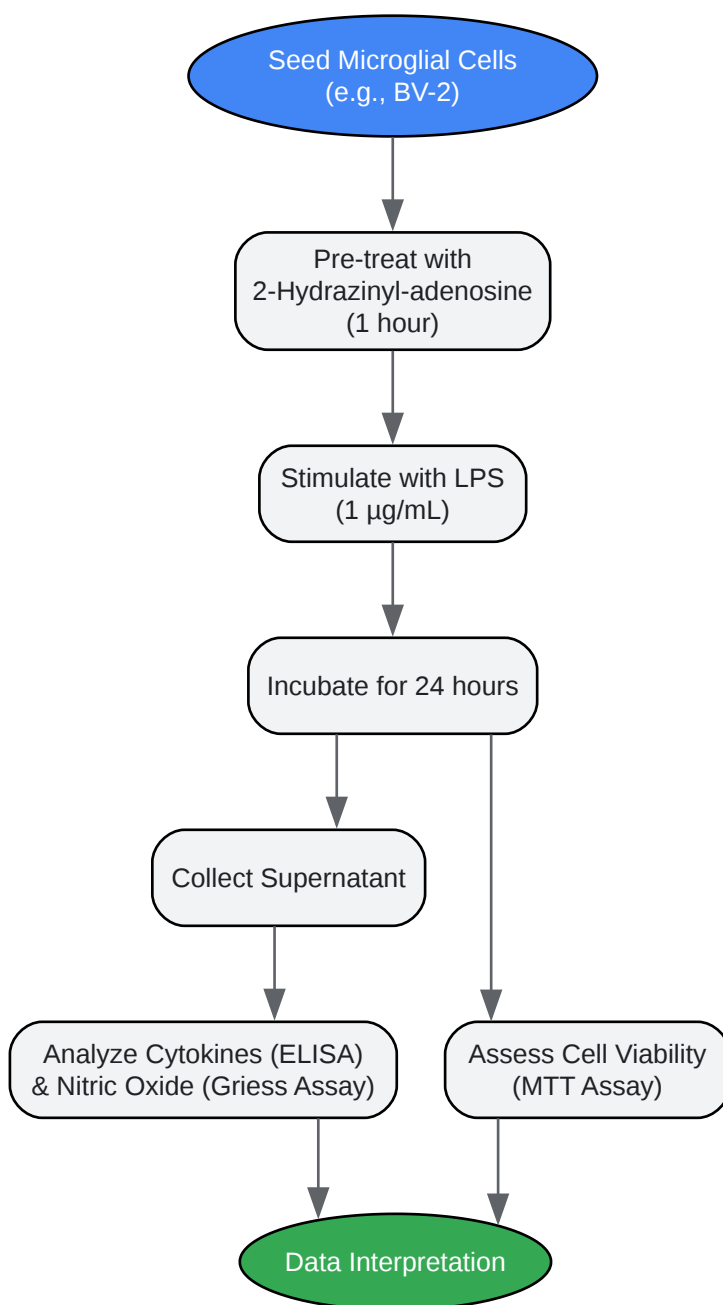 Seed Microglial Cells
(e.g., BV-2)
Pre-treat with
2-Hydrazinyl-adenosine
(1 hour)
Stimulate with LPS
(1 µg/mL)
Incubate for 24 hours
Collect Supernatant
Analyze Cytokines (ELISA)
& Nitric Oxide (Griess Assay)
Assess Cell Viability
(MTT Assay)
Data Interpretation